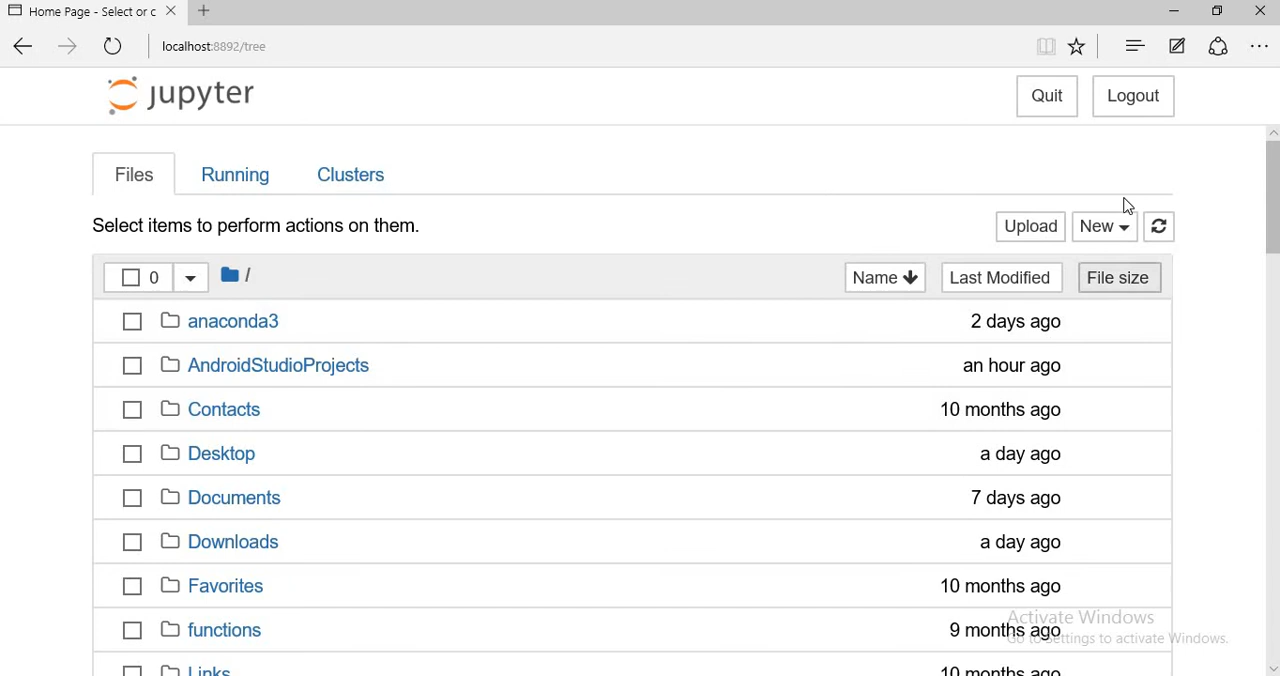 Home Page - Select or c
localhost:8892/tree
jupyter
Quit
Logout
Files
Running
Clusters
Select items to perform actions on them.
Upload
New
0
/
Name
Last Modified
File size
anaconda3
2 days ago
AndroidStudioProjects
an hour ago
Contacts
10 months ago
Desktop
a day ago
Documents
7 days ago
Downloads
a day ago
Favorites
10 months ago
Activate Windows
functions
9 months ago
Go to Settings to activate Windows.
Links
10 months ago